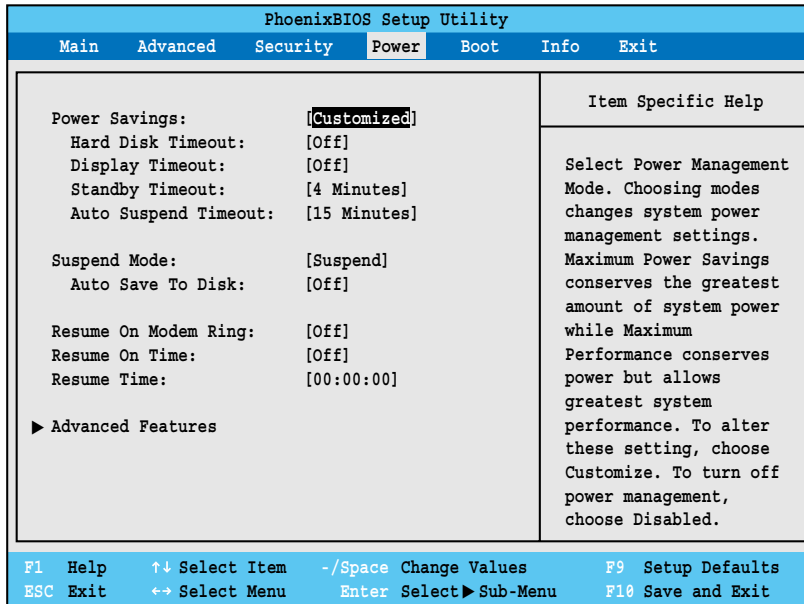 PhoenixBIOS Setup Utility
Main Advanced Security Power Boot Info Exit
Power Savings: [Customized]
Hard Disk Timeout: [Off]
Display Timeout: [Off]
Standby Timeout: [4 Minutes]
Auto Suspend Timeout: [15 Minutes]
Suspend Mode: [Suspend]
Auto Save To Disk: [Off]
Resume On Modem Ring: [Off]
Resume On Time: [Off]
Resume Time: [00:00:00]
▶ Advanced Features
Item Specific Help
Select Power Management
Mode. Choosing modes
changes system power
management settings.
Maximum Power Savings
conserves the greatest
amount of system power
while Maximum
Performance conserves
power but allows
greatest system
performance. To alter
these setting, choose
Customize. To turn off
power management,
choose Disabled.
F1 Help ↑↓ Select Item -/Space Change Values F9 Setup Defaults
ESC Exit ←→ Select Menu Enter Select ▶ Sub-Menu F10 Save and Exit